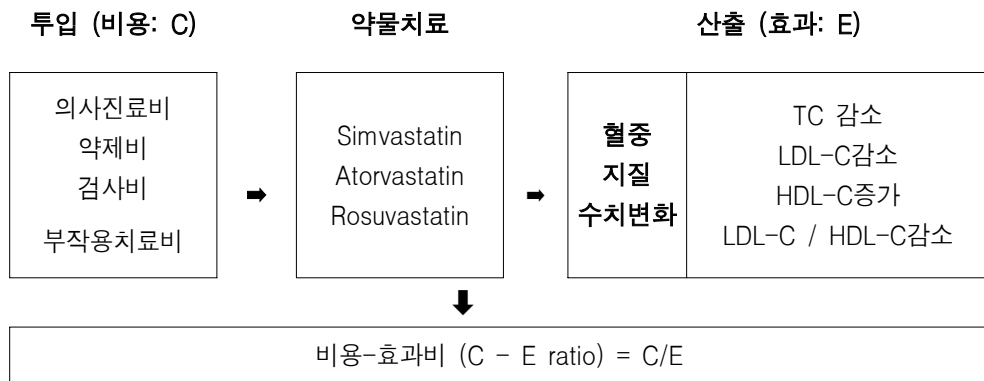 투입 (비용: C)
약물치료
산출 (효과: E)
의사진료비
약제비
검사비
부작용치료비
➡
Simvastatin
Atorvastatin
Rosuvastatin
➡
혈중
지질
수치변화
TC 감소
LDL-C감소
HDL-C증가
LDL-C / HDL-C감소
⬇
비용-효과비 (C - E ratio) = C/E